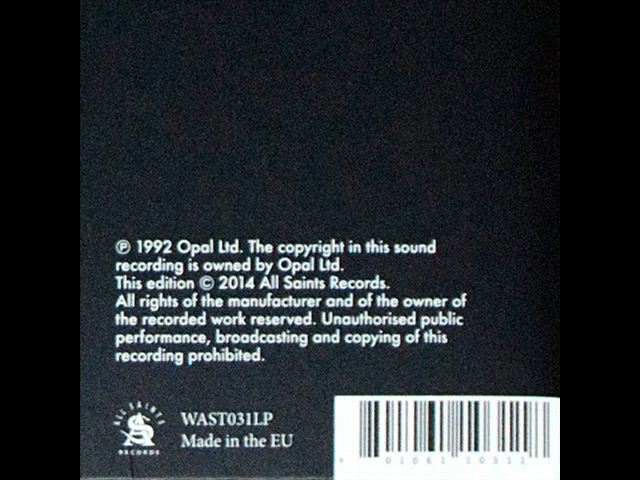 ℗ 1992 Opal Ltd. The copyright in this sound
recording is owned by Opal Ltd.
This edition © 2014 All Saints Records.
All rights of the manufacturer and of the owner of
the recorded work reserved. Unauthorised public
performance, broadcasting and copying of this
recording prohibited.
ALL SAINTS
RECORDS
WAST031LP
Made in the EU
01061 10311